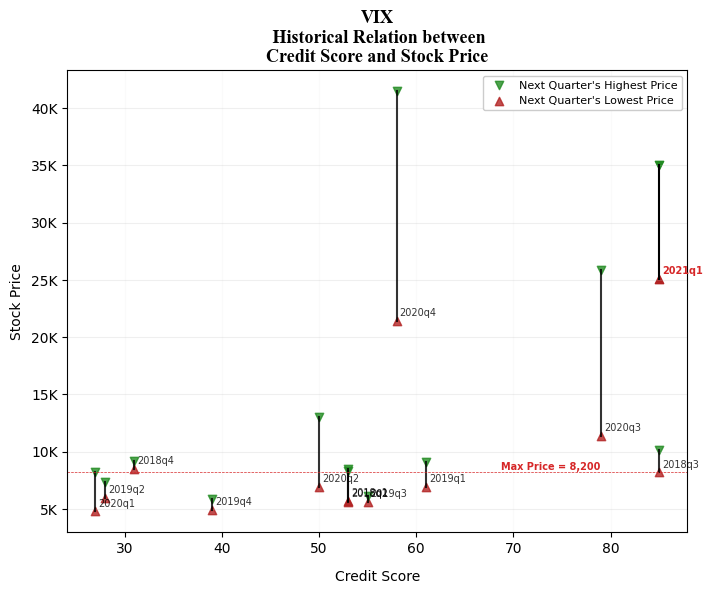 VIX
Historical Relation between
Credit Score and Stock Price
Next Quarter's Highest Price
Next Quarter's Lowest Price
40K
35K
30K
25K
20K
15K
10K
5K
Stock Price
2021q1
2020q4
2020q3
2018q4
Max Price = 8,200
2018q3
2019q2
2020q2
2019q1
2020q1
2019q4
2019q3
30
40
50
60
70
80
Credit Score